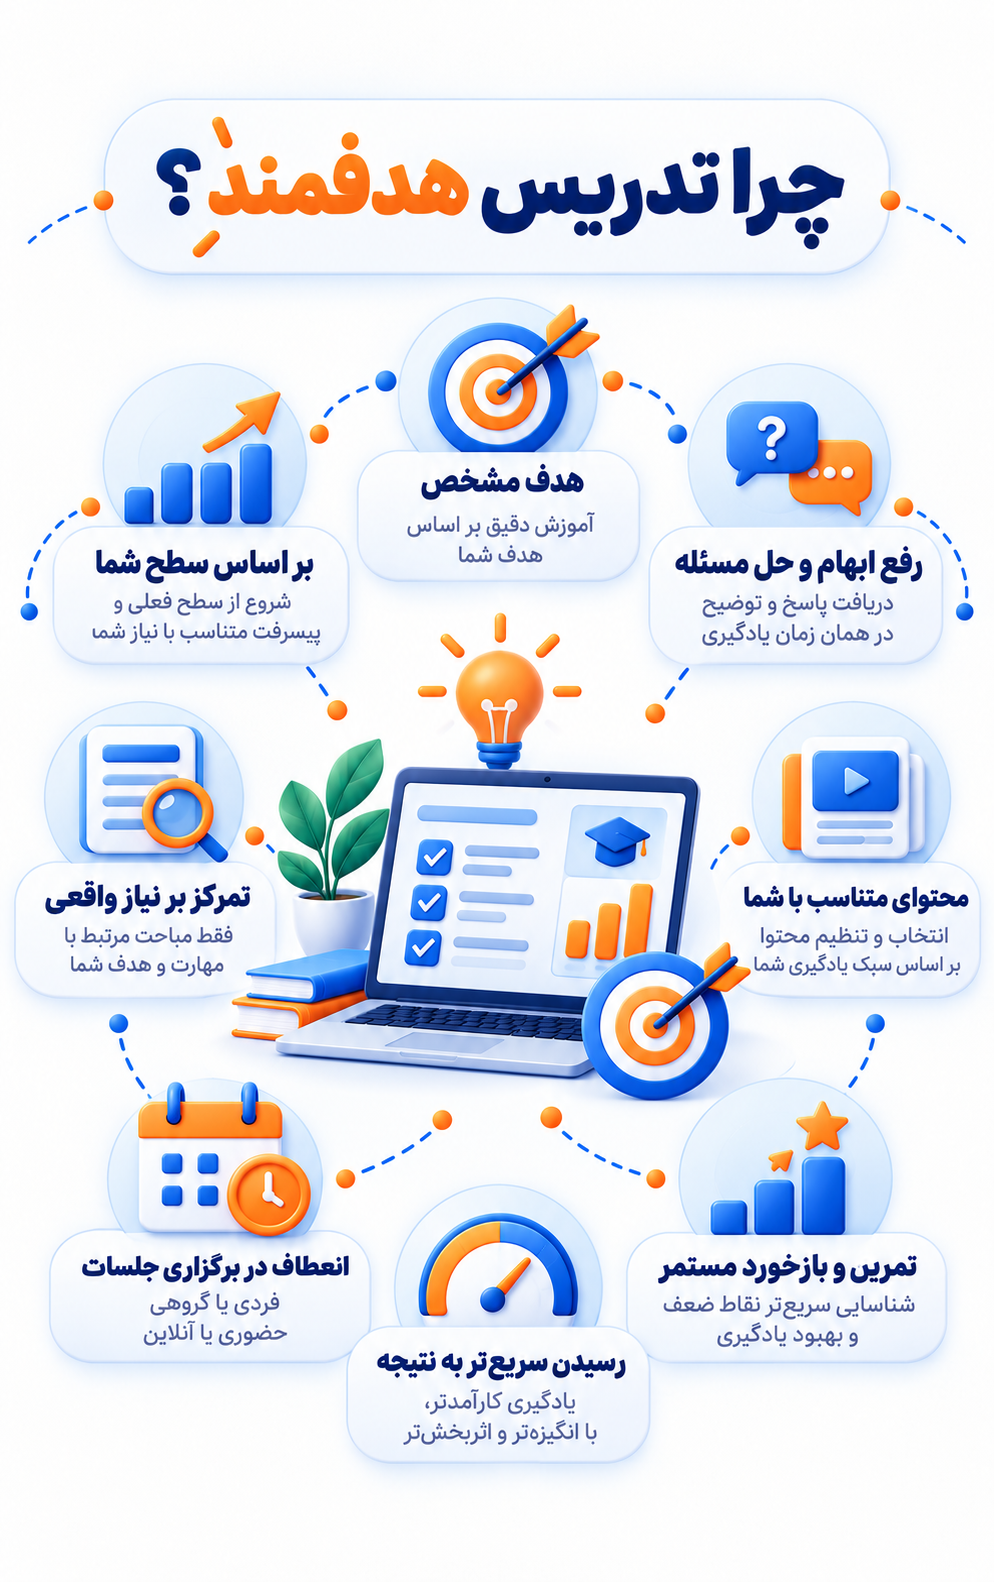 چرا تدریس هدفمند؟
هدف مشخص
آموزش دقیق بر اساس
هدف شما
رفع ابهام و حل مسئله
دریافت پاسخ و توضیح
در همان زمان یادگیری
بر اساس سطح شما
شروع از سطح فعلی و
پیسرفت متناسب با نیاز شما
محتوای متناسب با شما
انتخاب و تنظیم محتوا
بر اساس سبک یادگیری شما
تمرکز بر نیاز واقعی
فقط مباحث مرتبط با
مهارت و هدف شما
تمرین و بازخورد مستمر
شناسایی سریع‌تر نقاط ضعف
و بهبود یادگیری
انعطاف در برگزاری جلسات
فردی یا گروهی
حضوری یا آنلاین
رسیدن سریع‌تر به نتیجه
یادگیری کارآمدتر،
با انگیزه‌تر و اثربخش‌تر